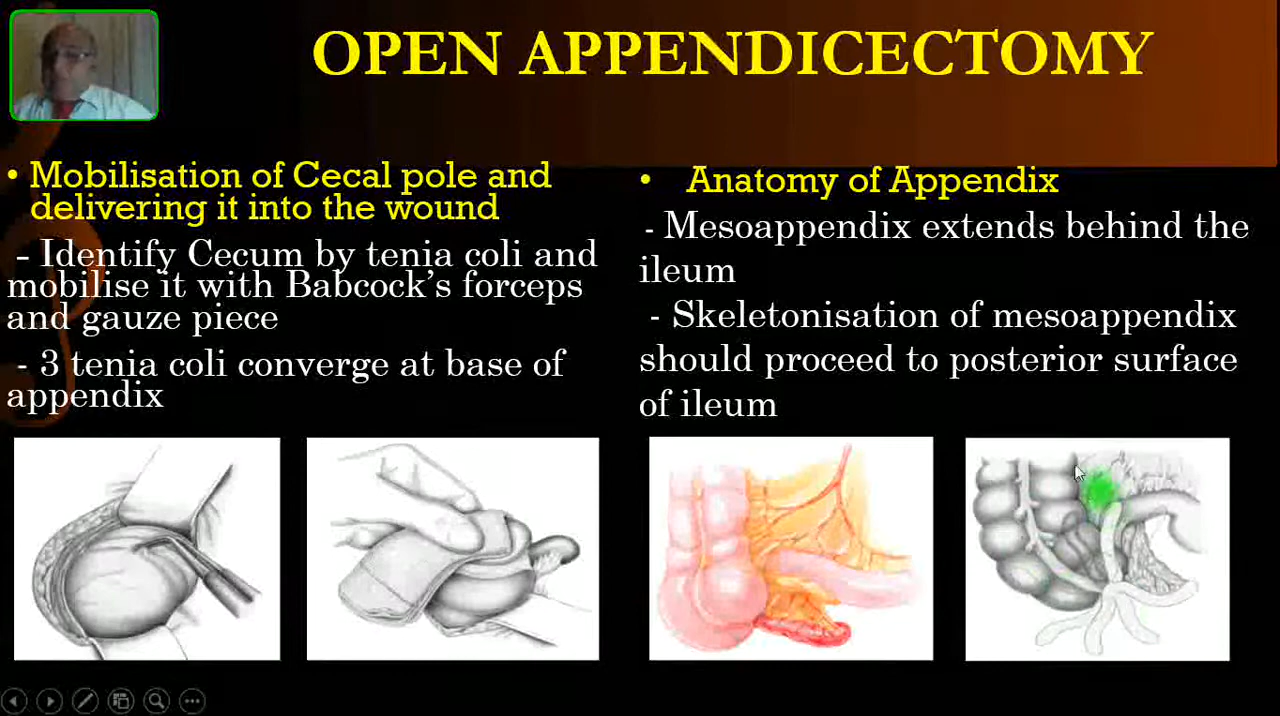 OPEN APPENDICECTOMY
• Mobilisation of Cecal pole and
delivering it into the wound
- Identify Cecum by tenia coli and
mobilise it with Babcock’s forceps
and gauze piece
- 3 tenia coli converge at base of
appendix
• Anatomy of Appendix
- Mesoappendix extends behind the
ileum
- Skeletonisation of mesoappendix
should proceed to posterior surface
of ileum